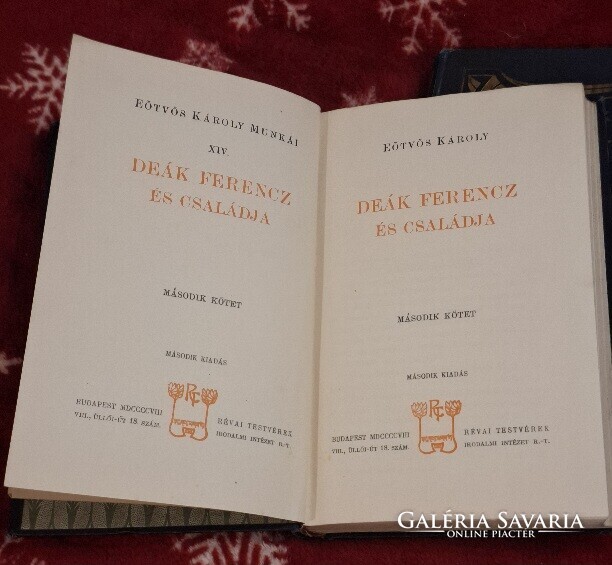 EÖTVÖS KÁROLY MUNKÁI
XIV.
DEÁK FERENCZ
ÉS CSALÁDJA
MÁSODIK KÖTET
MÁSODIK KIADÁS
BUDAPEST MDCCCCVIII
VIII., ÜLLŐI-ÚT 18. SZÁM.
RÉVAI TESTVÉREK
IRODALMI INTÉZET R.-T.
EÖTVÖS KÁROLY
DEÁK FERENCZ
ÉS CSALÁDJA
MÁSODIK KÖTET
MÁSODIK KIADÁS
BUDAPEST MDCCCCVIII
VIII., ÜLLŐI-ÚT 18. SZÁM.
RÉVAI TESTVÉREK
IRODALMI INTÉZET R.-T.
GALÉRIA SAVARIA
ONLINE PIACTÉR